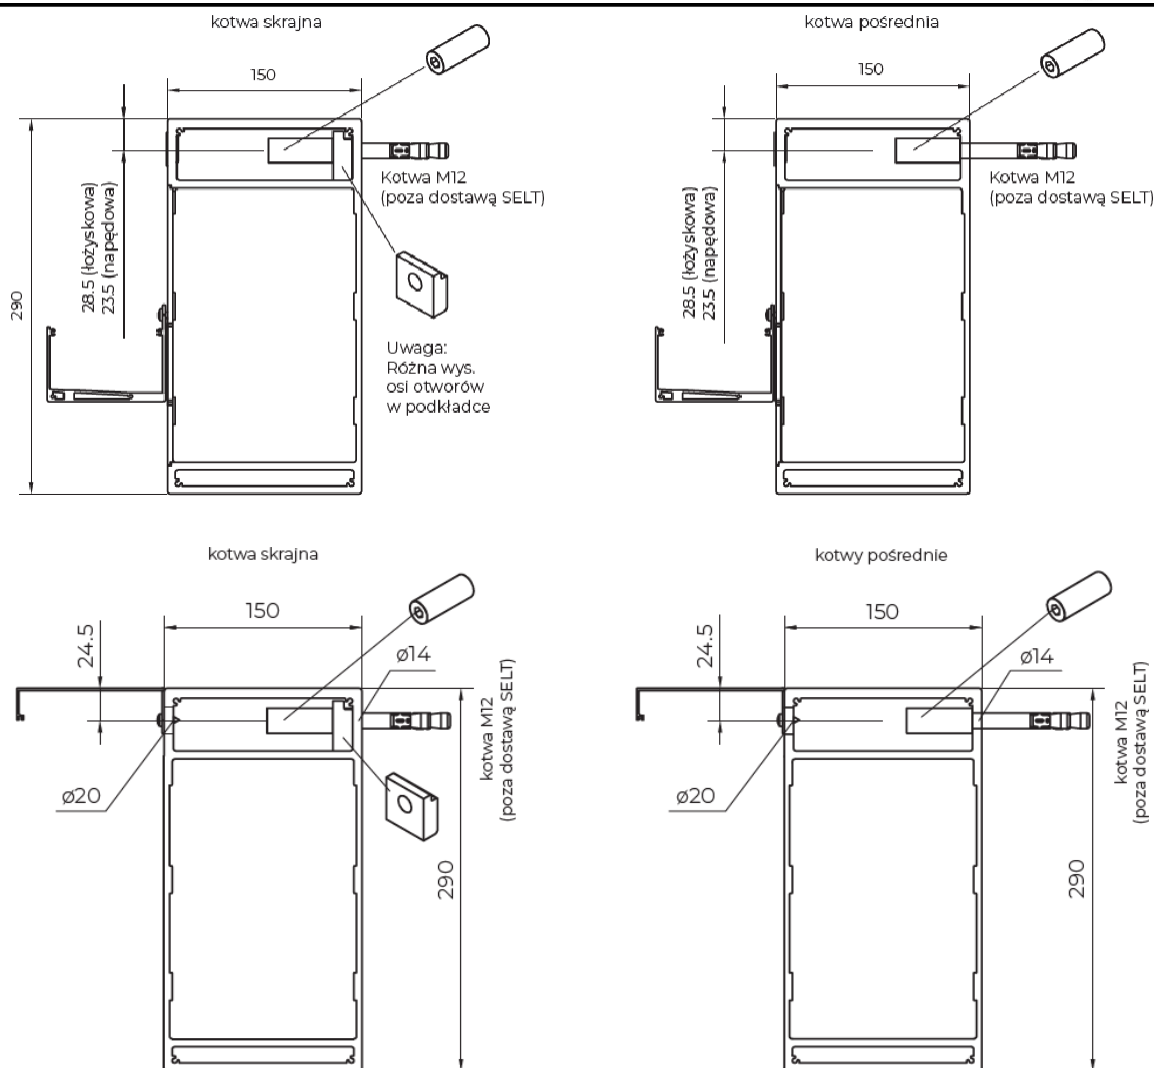 kotwa skrajna
150
290
28.5 (łożyskowa)
23.5 (napędowa)
Kotwa M12
(poza dostawą SELT)
Uwaga:
Różna wys.
osi otworów
w podkładce
kotwa pośrednia
150
28.5 (łożyskowa)
23.5 (napędowa)
Kotwa M12
(poza dostawą SELT)
kotwa skrajna
150
24.5
ø14
ø20
kotwa M12
(poza dostawą SELT)
290
kotwy pośrednie
150
24.5
ø14
ø20
kotwa M12
(poza dostawą SELT)
290